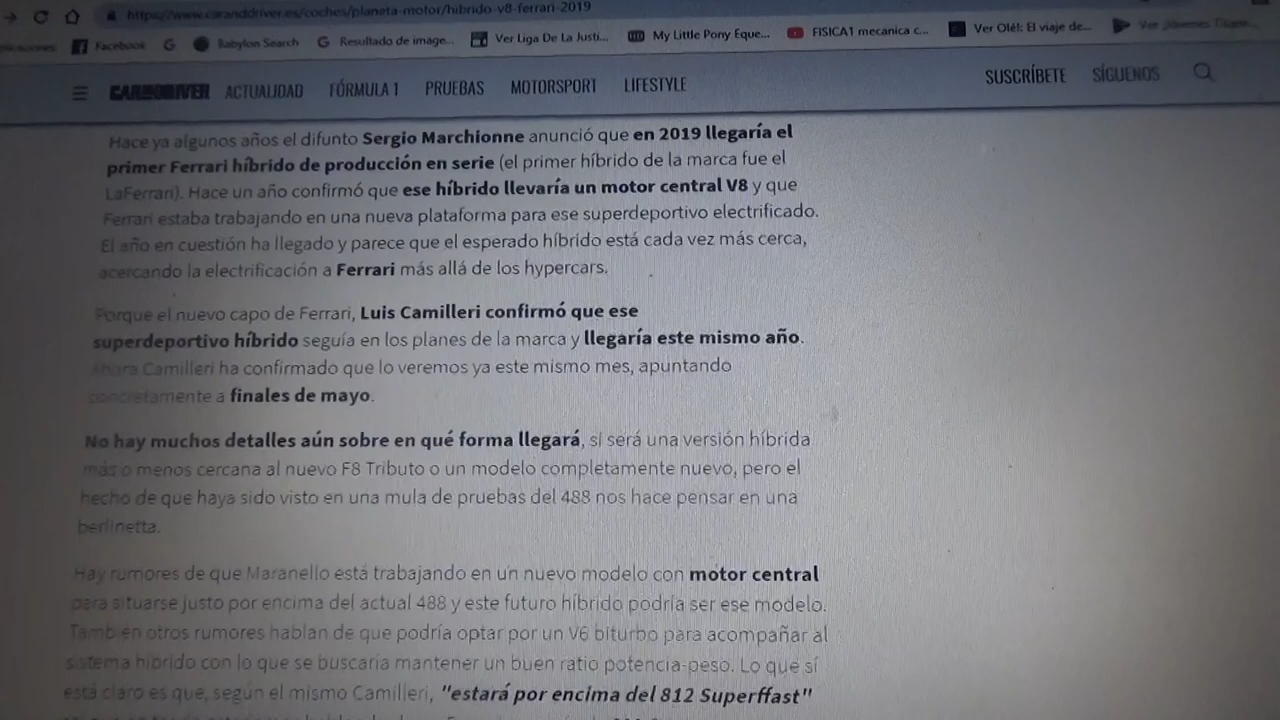 https://www.caranddriver.es/coches/planeta-motor/hibrido-v8-ferrari-2019
Facebook
Babylon Search
Resultado de image...
Ver Liga De La Justi...
My Little Pony Eque...
FISICA1 mecanica c...
Ver Olé!: El viaje de...
CAR AND DRIVER
ACTUALIDAD
FÓRMULA 1
PRUEBAS
MOTORSPORT
LIFESTYLE
SUSCRÍBETE
SÍGUENOS
Hace ya algunos años el difunto Sergio Marchionne anunció que en 2019 llegaría el
primer Ferrari híbrido de producción en serie (el primer híbrido de la marca fue el
LaFerrari). Hace un año confirmó que ese híbrido llevaría un motor central V8 y que
Ferrari estaba trabajando en una nueva plataforma para ese superdeportivo electrificado.
El año en cuestión ha llegado y parece que el esperado híbrido está cada vez más cerca,
acercando la electrificación a Ferrari más allá de los hypercars.
Porque el nuevo capo de Ferrari, Luis Camilleri confirmó que ese
superdeportivo híbrido seguía en los planes de la marca y llegaría este mismo año.
Ahora Camilleri ha confirmado que lo veremos ya este mismo mes, apuntando
concretamente a finales de mayo.
No hay muchos detalles aún sobre en qué forma llegará, si será una versión híbrida
más o menos cercana al nuevo F8 Tributo o un modelo completamente nuevo, pero el
hecho de que haya sido visto en una mula de pruebas del 488 nos hace pensar en una
berlinetta.
Hay rumores de que Maranello está trabajando en un nuevo modelo con motor central
para situarse justo por encima del actual 488 y este futuro híbrido podría ser ese modelo.
También otros rumores hablan de que podría optar por un V6 biturbo para acompañar al
sistema híbrido con lo que se buscaría mantener un buen ratio potencia-peso. Lo que sí
está claro es que, según el mismo Camilleri, "estará por encima del 812 Superffast"